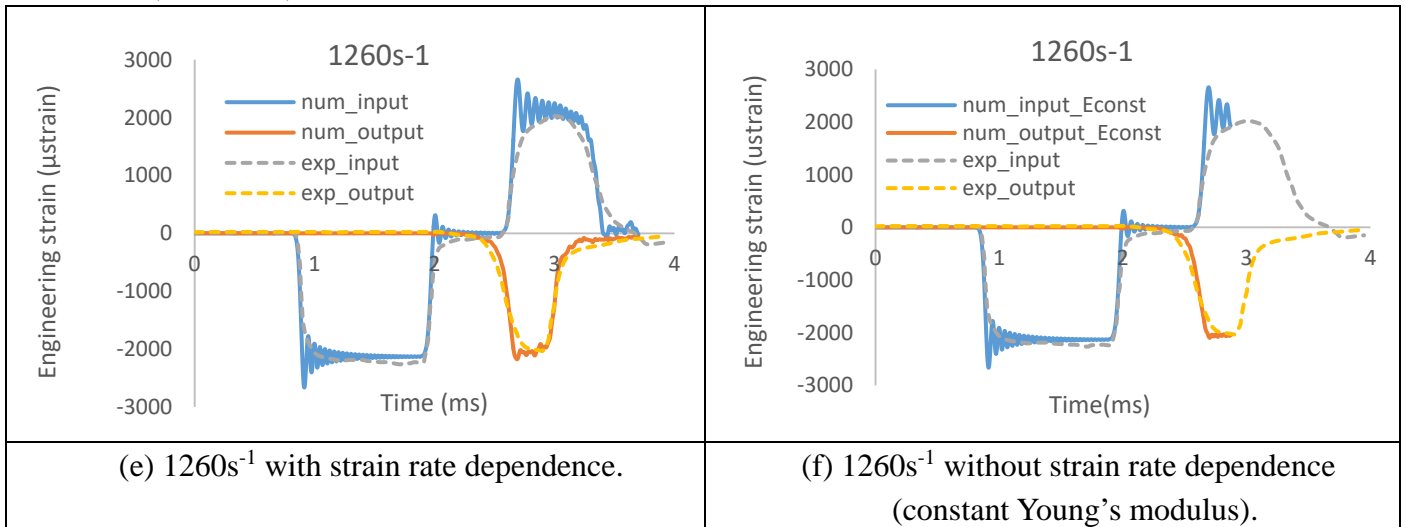 1260s-1
3000
2000
1000
0
-1000
-2000
-3000
Engineering strain (µstrain)
num_input
num_output
exp_input
exp_output
0
1
2
3
4
Time (ms)
1260s-1
3000
2000
1000
0
-1000
-2000
-3000
Engineering strain (ustrain)
num_input_Econst
num_output_Econst
exp_input
exp_output
0
1
2
3
4
Time(ms)
(e) 1260s-1 with strain rate dependence.
(f) 1260s-1 without strain rate dependence
(constant Young’s modulus).